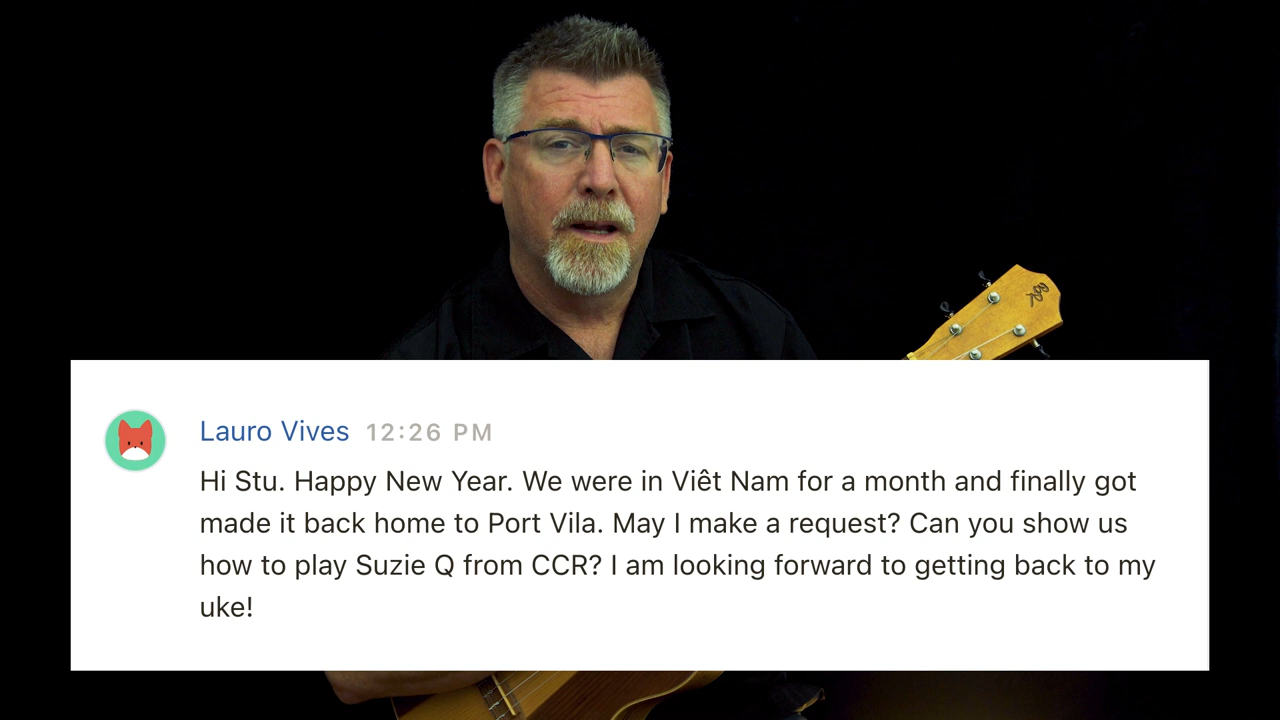 Lauro Vives 12:26 PM
Hi Stu. Happy New Year. We were in Viêt Nam for a month and finally got
made it back home to Port Vila. May I make a request? Can you show us
how to play Suzie Q from CCR? I am looking forward to getting back to my
uke!